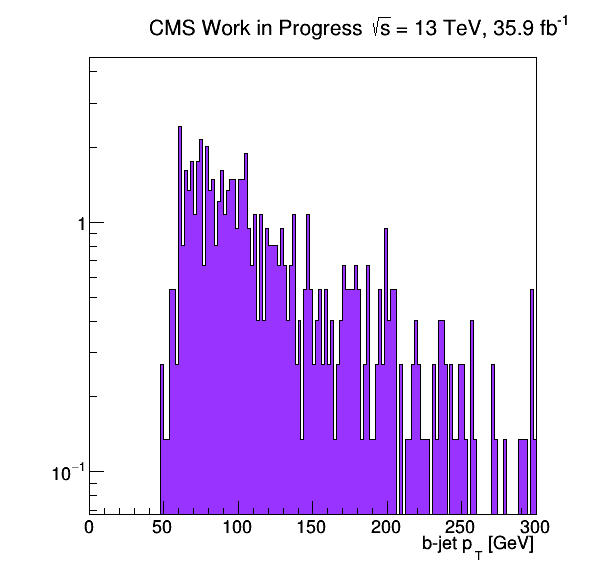 CMS Work in Progress √s = 13 TeV, 35.9 fb⁻¹
1
10⁻¹
0 50 100 150 200 250 300
b-jet p_T [GeV]